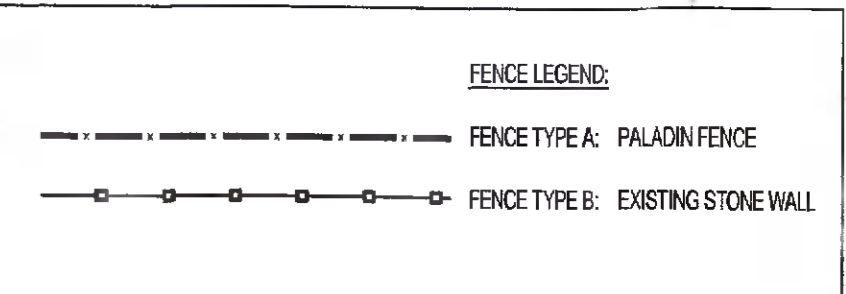 FENCE LEGEND:
FENCE TYPE A: PALADIN FENCE
FENCE TYPE B: EXISTING STONE WALL